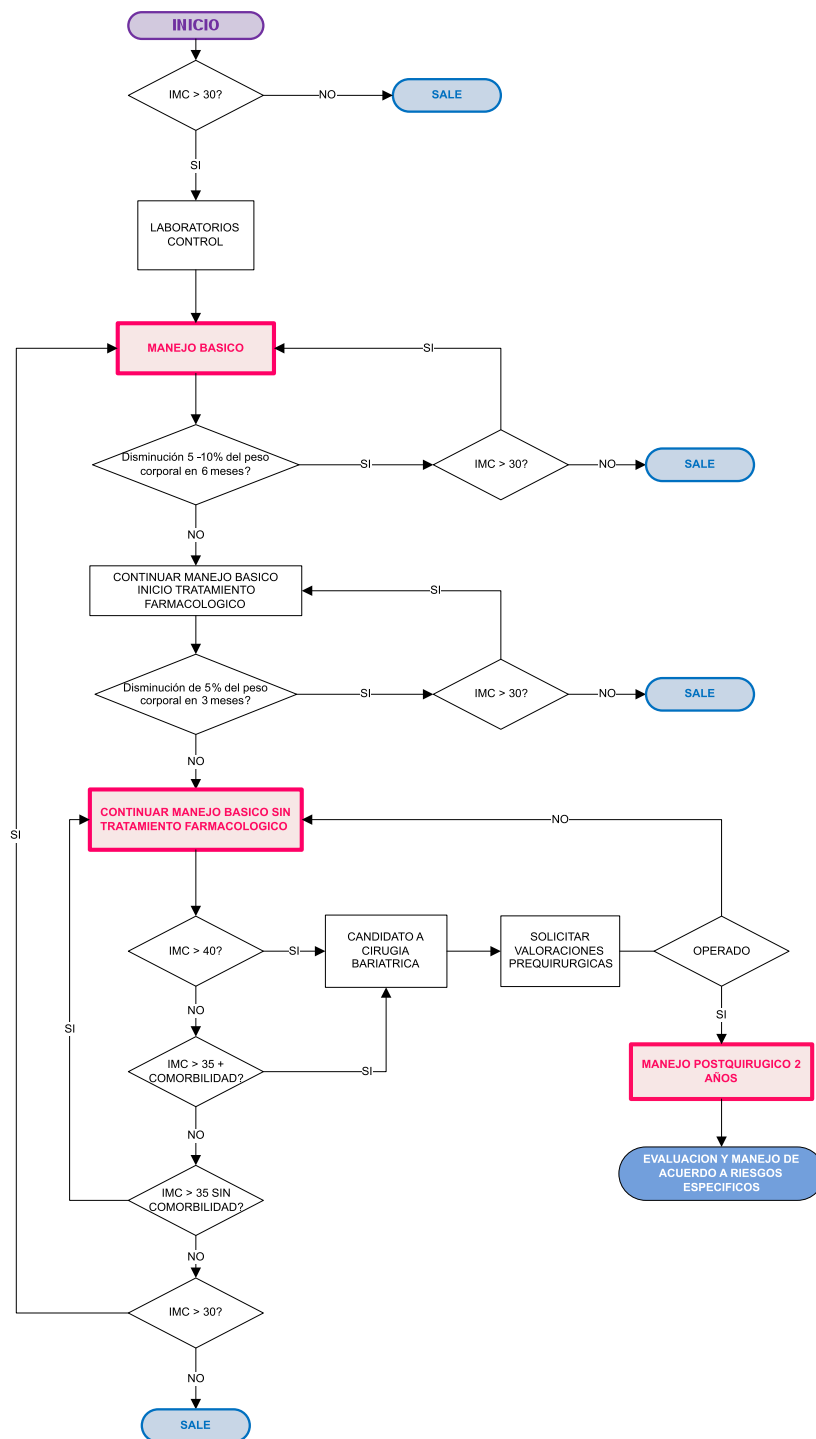 INICIO
IMC > 30?
NO
SALE
SI
LABORATORIOS
CONTROL
MANEJO BASICO
SI
Disminución 5 -10% del peso
corporal en 6 meses?
SI
IMC > 30?
NO
SALE
NO
CONTINUAR MANEJO BASICO
INICIO TRATAMIENTO
FARMACOLOGICO
SI
Disminución de 5% del peso
corporal en 3 meses?
SI
IMC > 30?
NO
SALE
NO
CONTINUAR MANEJO BASICO SIN
TRATAMIENTO FARMACOLOGICO
NO
SI
IMC > 40?
SI
CANDIDATO A
CIRUGIA
BARIATRICA
SOLICITAR
VALORACIONES
PREQUIRURGICAS
OPERADO
NO
SI
SI
IMC > 35 +
COMORBILIDAD?
SI
MANEJO POSTQUIRUGICO 2
AÑOS
NO
EVALUACION Y MANEJO DE
ACUERDO A RIESGOS
ESPECIFICOS
IMC > 35 SIN
COMORBILIDAD?
NO
IMC > 30?
NO
SALE